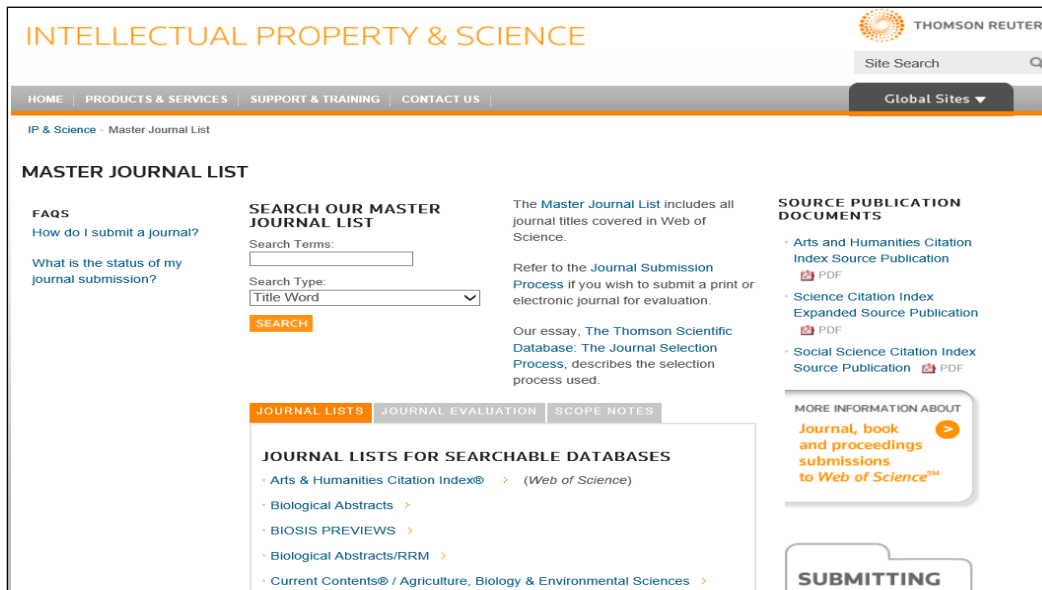 INTELLECTUAL PROPERTY & SCIENCE
THOMSON REUTER
Site Search
HOME
PRODUCTS & SERVICES
SUPPORT & TRAINING
CONTACT US
Global Sites
IP & Science - Master Journal List
MASTER JOURNAL LIST
FAQS
How do I submit a journal?
What is the status of my
journal submission?
SEARCH OUR MASTER
JOURNAL LIST
Search Terms:
Search Type:
Title Word
SEARCH
The Master Journal List includes all
journal titles covered in Web of
Science.
Refer to the Journal Submission
Process if you wish to submit a print or
electronic journal for evaluation.
Our essay, The Thomson Scientific
Database: The Journal Selection
Process, describes the selection
process used.
SOURCE PUBLICATION
DOCUMENTS
Arts and Humanities Citation
Index Source Publication
PDF
Science Citation Index
Expanded Source Publication
PDF
Social Science Citation Index
Source Publication PDF
MORE INFORMATION ABOUT
Journal, book
and proceedings
submissions
to Web of Science℠
SUBMITTING
JOURNAL LISTS
JOURNAL EVALUATION
SCOPE NOTES
JOURNAL LISTS FOR SEARCHABLE DATABASES
Arts & Humanities Citation Index® > (Web of Science)
Biological Abstracts >
BIOSIS PREVIEWS >
Biological Abstracts/RRM >
Current Contents® / Agriculture, Biology & Environmental Sciences >